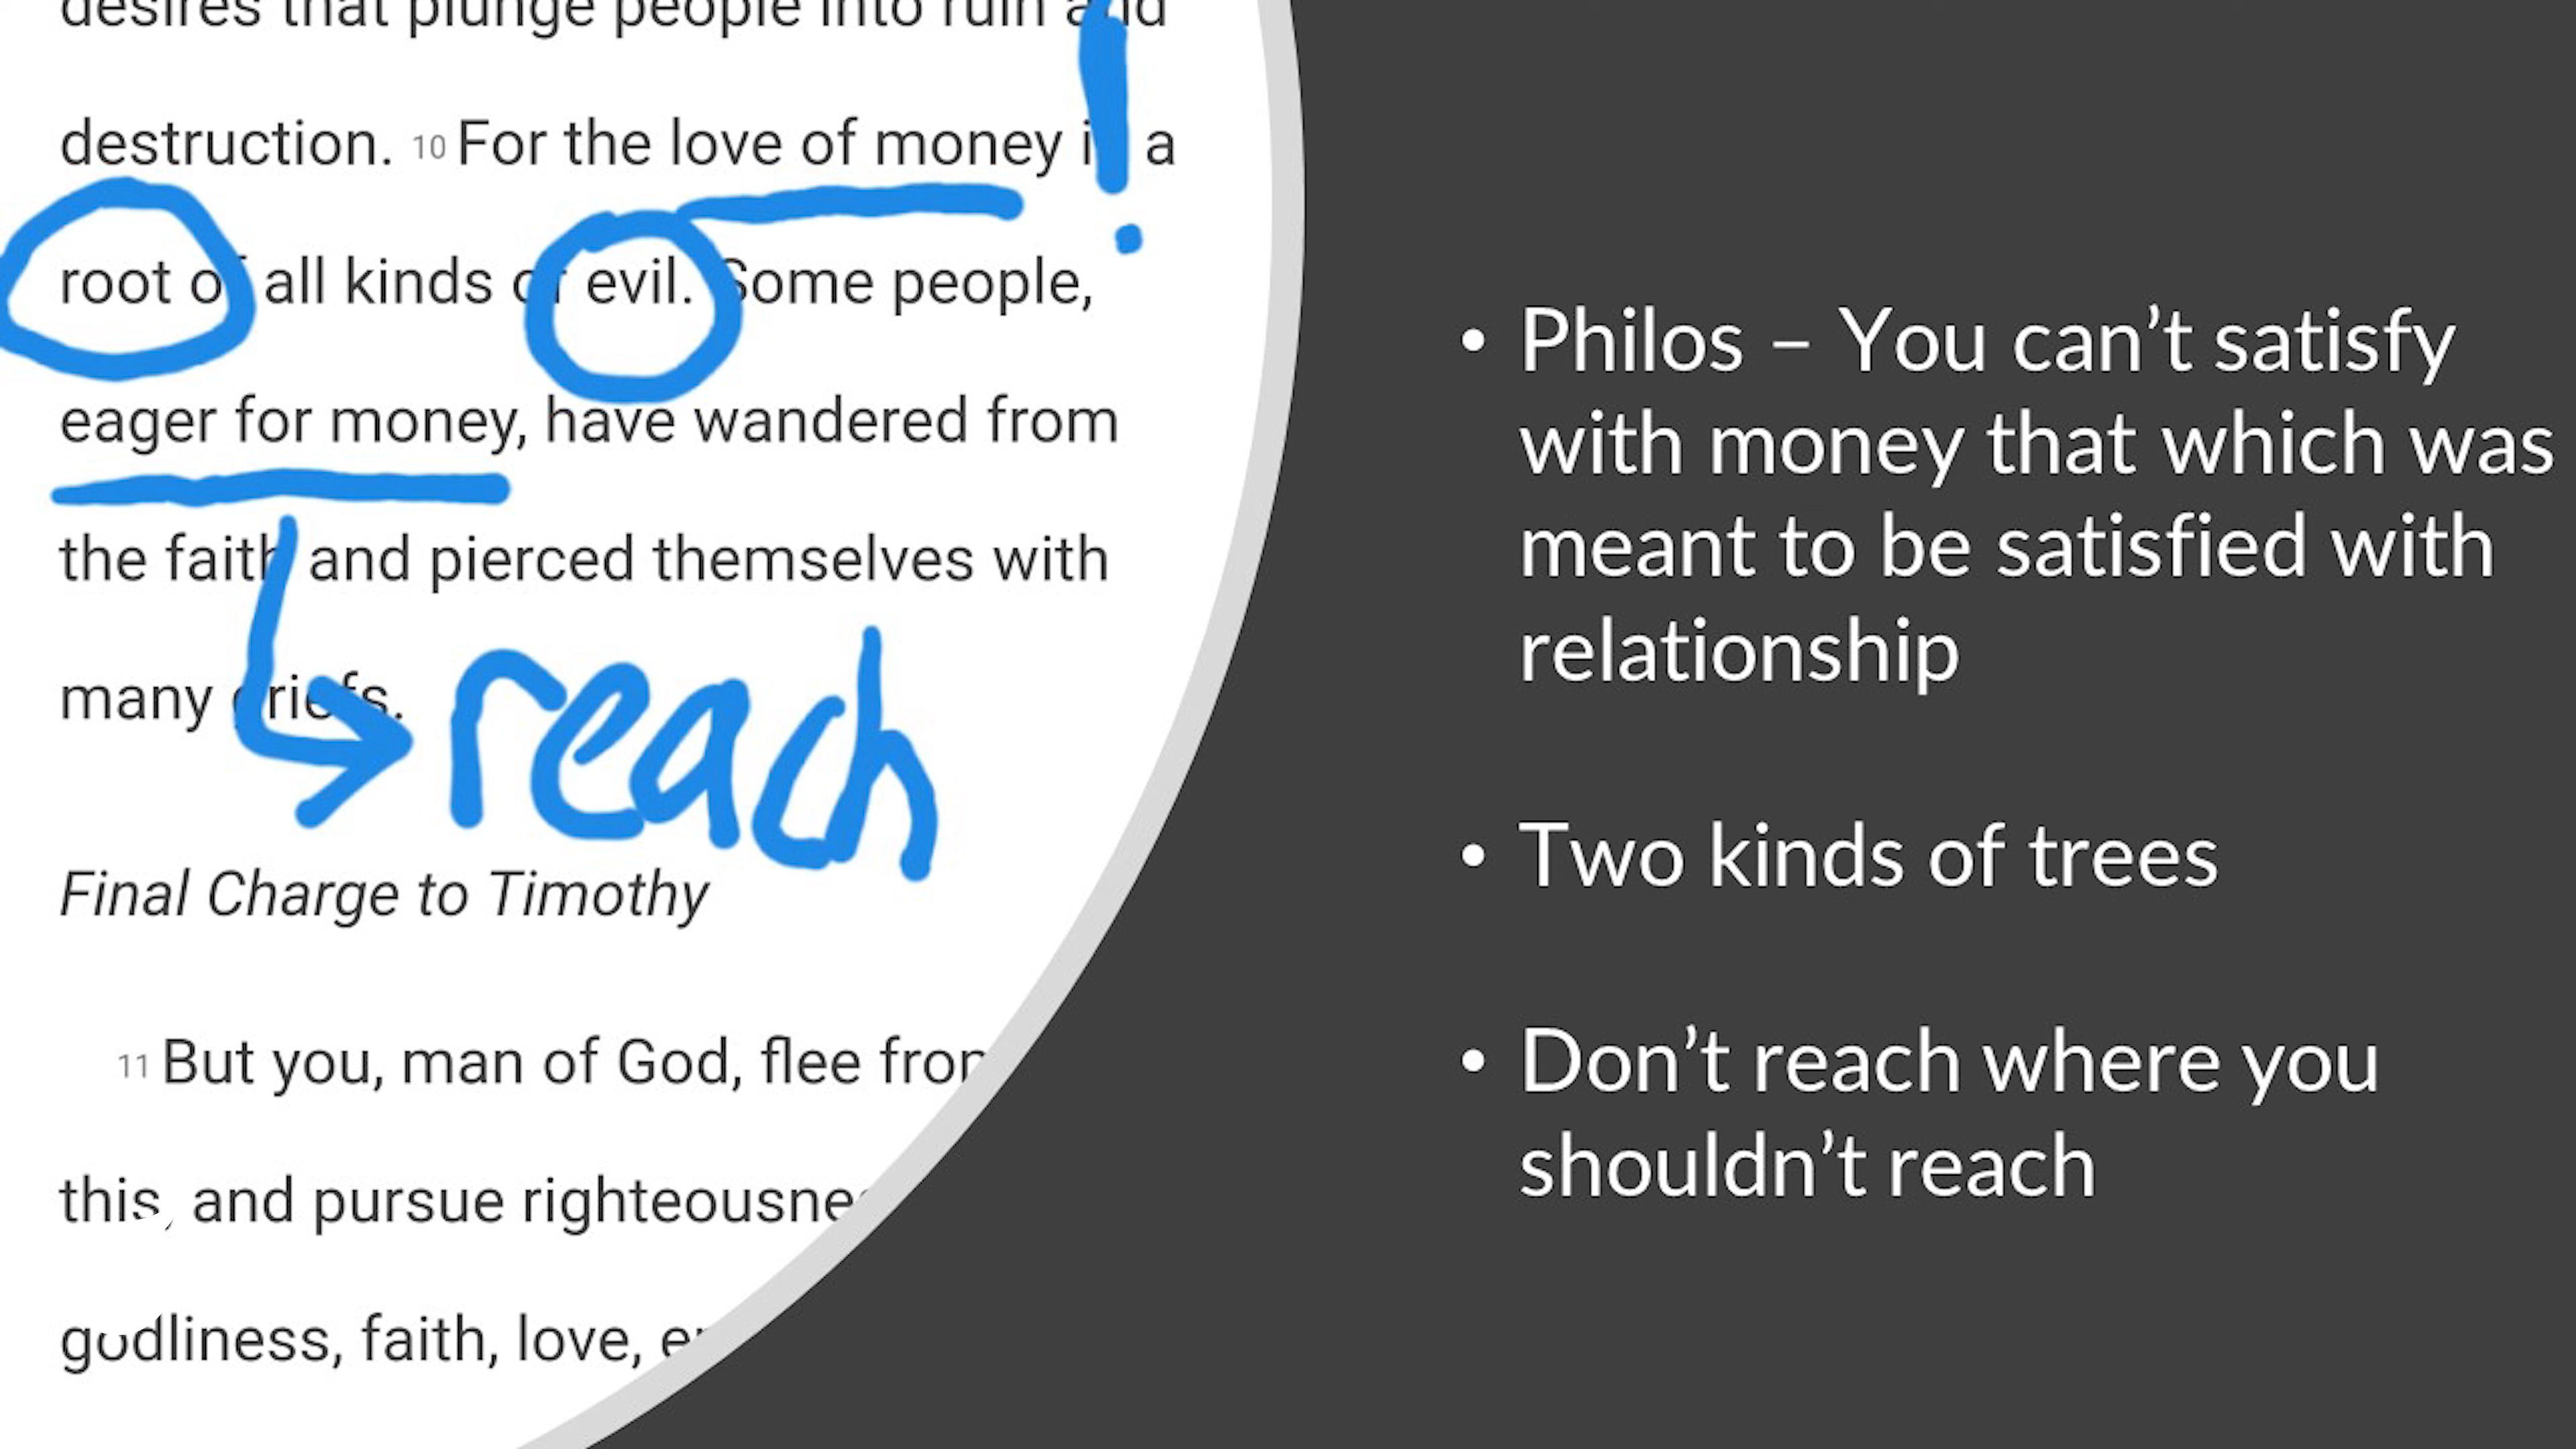 desires that plunge people into ruin and
destruction. 10 For the love of money is a
root of all kinds of evil. Some people,
eager for money, have wandered from
the faith and pierced themselves with
many griefs.
reach
Final Charge to Timothy
11 But you, man of God, flee from
this, and pursue
godliness, faith, love,
• Philos – You can’t satisfy
with money that which was
meant to be satisfied with
relationship
• Two kinds of trees
• Don’t reach where you
shouldn’t reach